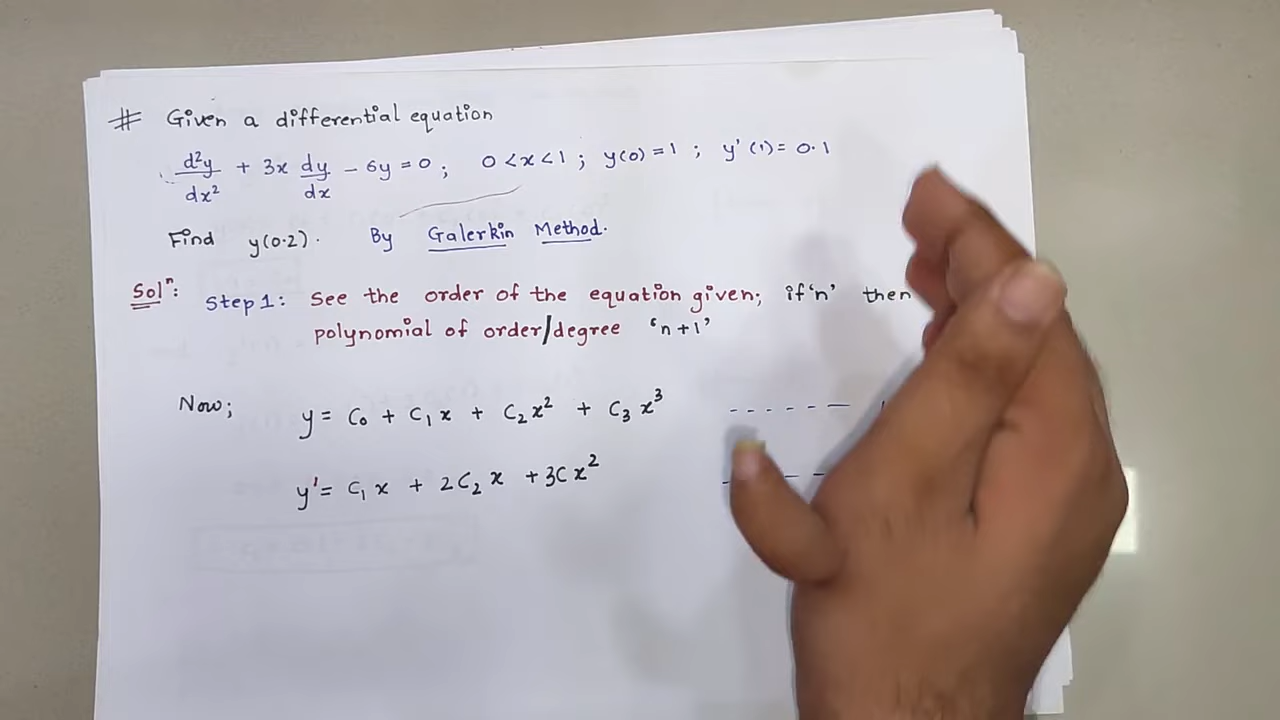 # Given a differential equation
d²y/dx² + 3x dy/dx - 6y = 0 ; 0 < x < 1 ; y(0) = 1 ; y'(1) = 0.1
Find y(0.2). By Galerkin Method.
Solⁿ: Step 1: See the order of the equation given; if 'n' then
polynomial of order/degree 'n+1'
Now; y = C₀ + C₁x + C₂x² + C₃x³
y' = C₁x + 2C₂x + 3Cx²